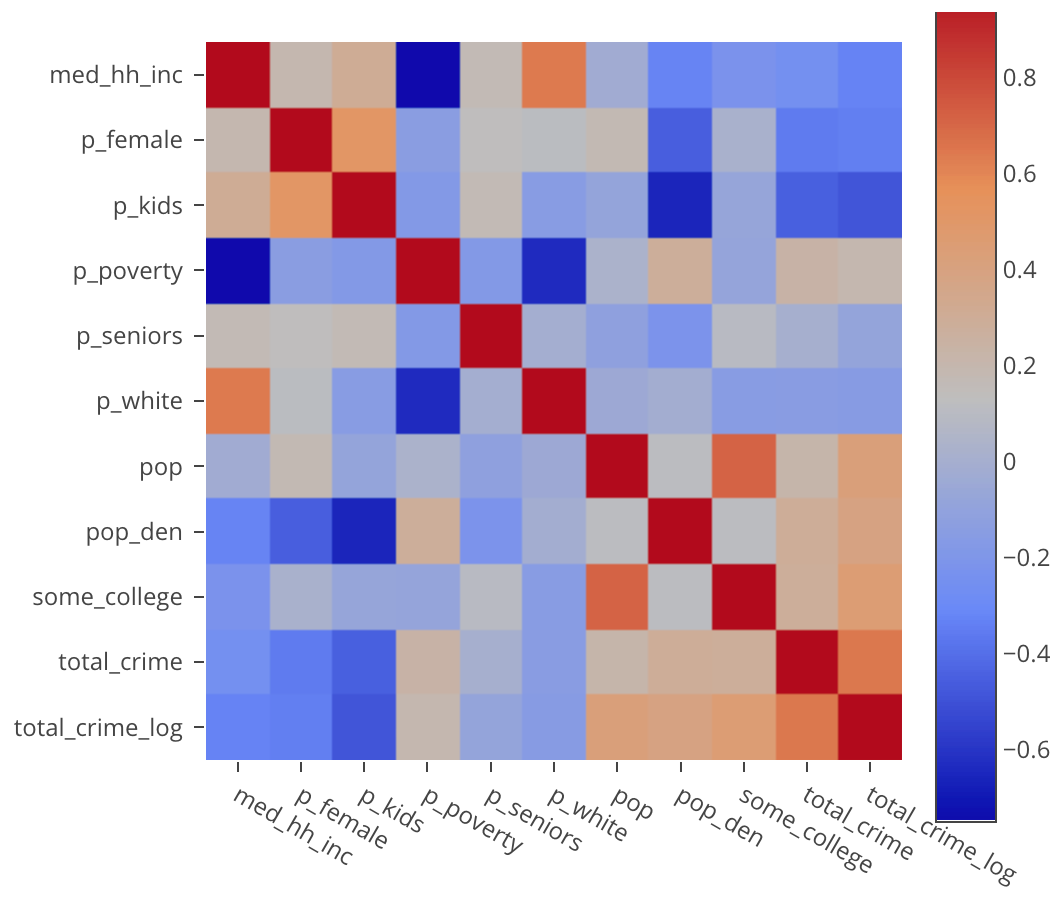 med_hh_inc
p_female
p_kids
p_poverty
p_seniors
p_white
pop
pop_den
some_college
total_crime
total_crime_log
med_hh_inc
p_female
p_kids
p_poverty
p_seniors
p_white
pop
pop_den
some_college
total_crime
total_crime_log
0.8
0.6
0.4
0.2
0
−0.2
−0.4
−0.6